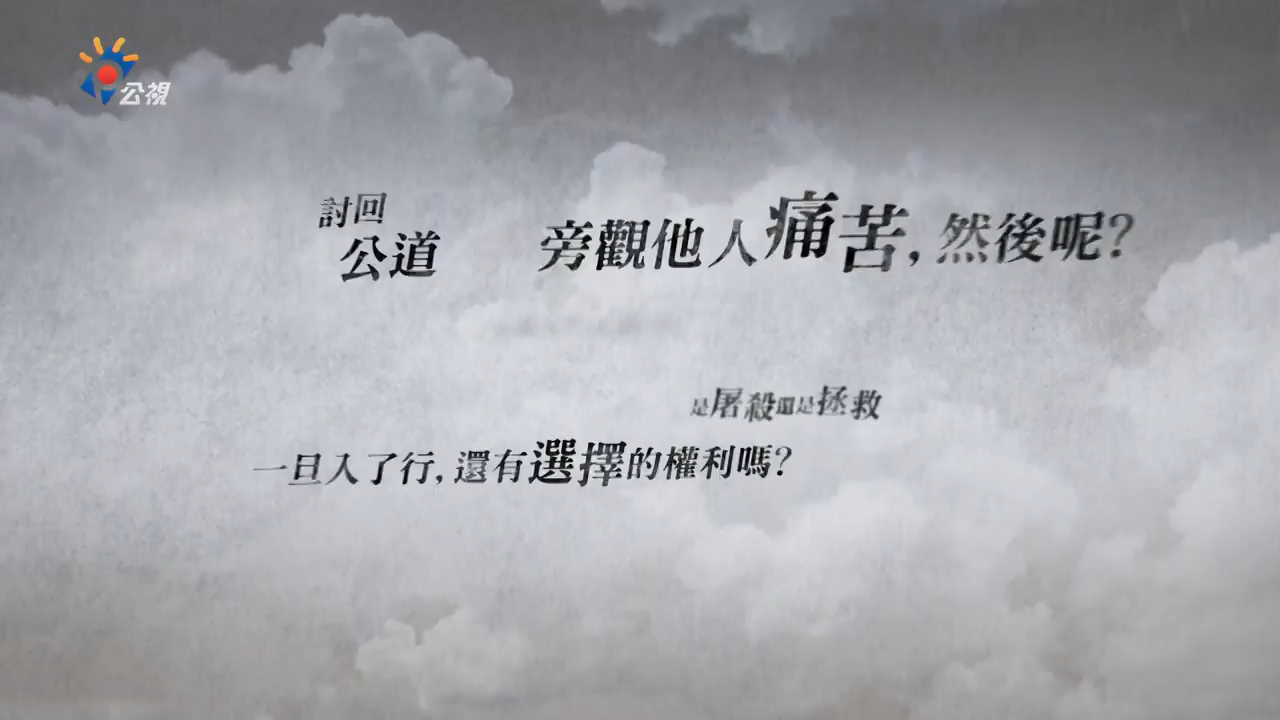 公視
討回
公道
旁觀他人痛苦，然後呢？
是屠殺還是拯救
一旦入了行，還有選擇的權利嗎？